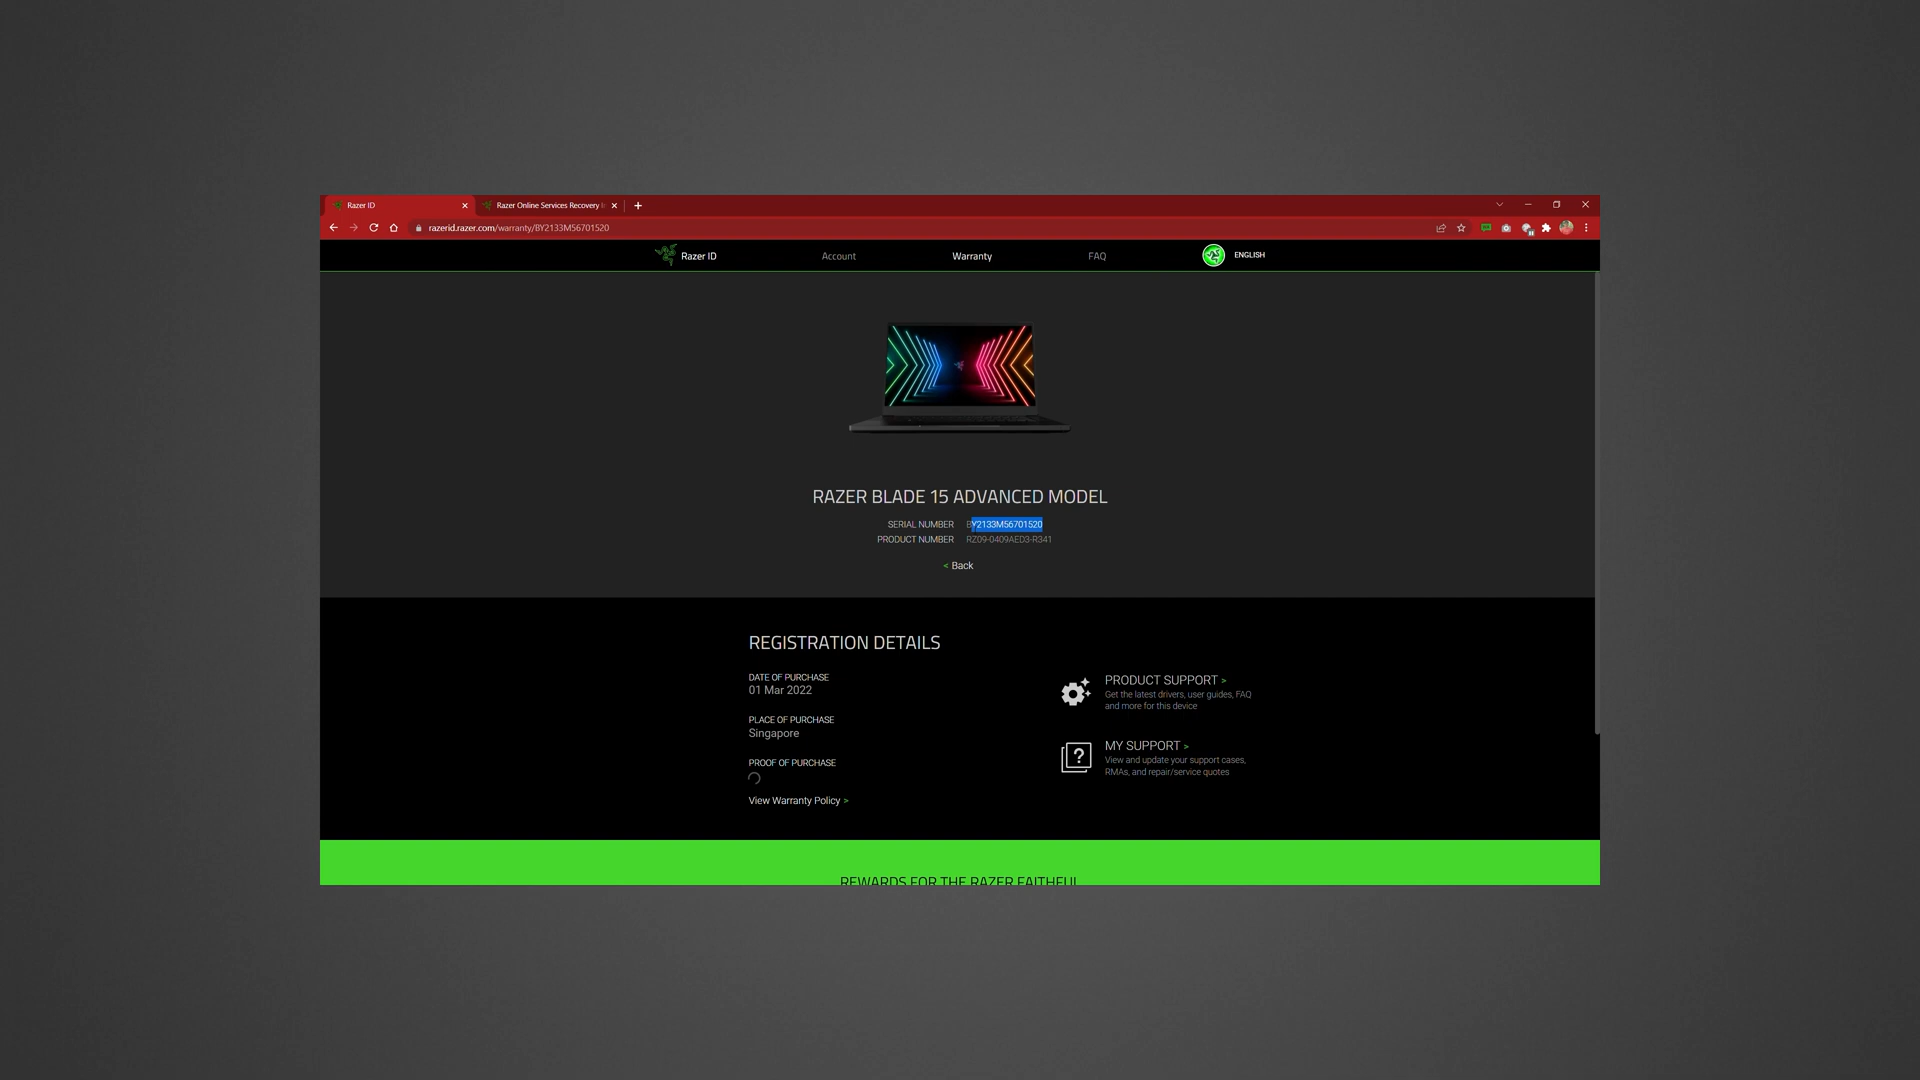 Razer ID
Razer Online Services Recovery I
razerid.razer.com/warranty/BY2133M56701520
Razer ID
Account
Warranty
FAQ
ENGLISH
RAZER BLADE 15 ADVANCED MODEL
SERIAL NUMBER BY2133M56701520
PRODUCT NUMBER RZ09-0409AED3-R341
< Back
REGISTRATION DETAILS
DATE OF PURCHASE
01 Mar 2022
PLACE OF PURCHASE
Singapore
PROOF OF PURCHASE
View Warranty Policy >
PRODUCT SUPPORT >
Get the latest drivers, user guides, FAQ
and more for this device
MY SUPPORT >
View and update your support cases,
RMAs, and repair/service quotes
REWARDS FOR THE RAZER FAITHFUL